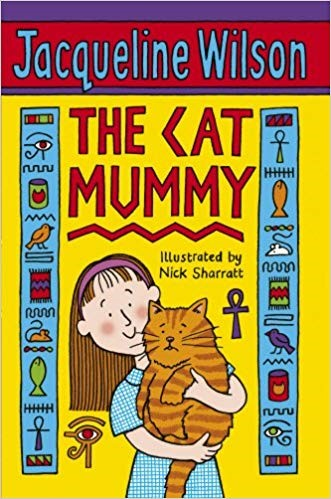 Jacqueline Wilson
THE CAT
MUMMY
Illustrated by
Nick Sharratt